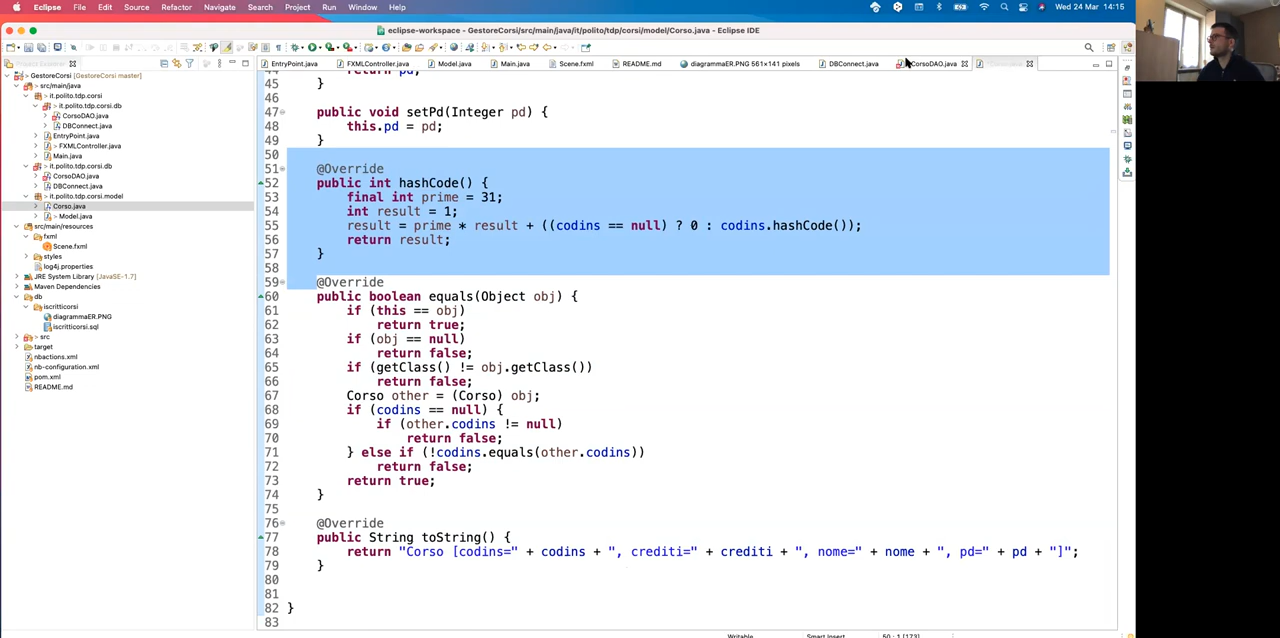 Eclipse File Edit Source Refactor Navigate Search Project Run Window Help Wed 24 Mar 14:15
eclipse-workspace - GestoreCorsi/src/main/java/it/polito/tdp/corsi/model/Corso.java - Eclipse IDE
EntryPoint.java FXMLController.java Model.java Main.java Scene.fxml README.md diagrammaER.PNG 561×141 pixels DBConnect.java CorsoDAO.java
GestoreCorsi [GestoreCorsi master]
src/main/java
it.polito.tdp.corsi
it.polito.tdp.corsi.db
CorsoDAO.java
DBConnect.java
EntryPoint.java
FXMLController.java
Main.java
it.polito.tdp.corsi.db
CorsoDAO.java
DBConnect.java
it.polito.tdp.corsi.model
Corso.java
Model.java
src/main/resources
fxml
Scene.fxml
styles
log4j.properties
JRE System Library [JavaSE-1.7]
Maven Dependencies
db
iscritticorsi
diagrammaER.PNG
iscritticorsi.sql
src
target
nbactions.xml
nb-configuration.xml
pom.xml
README.md
44 return pd;
45 }
46
47 public void setPd(Integer pd) {
48 this.pd = pd;
49 }
50
51 @Override
52 public int hashCode() {
53 final int prime = 31;
54 int result = 1;
55 result = prime * result + ((codins == null) ? 0 : codins.hashCode());
56 return result;
57 }
58
59 @Override
60 public boolean equals(Object obj) {
61 if (this == obj)
62 return true;
63 if (obj == null)
64 return false;
65 if (getClass() != obj.getClass())
66 return false;
67 Corso other = (Corso) obj;
68 if (codins == null) {
69 if (other.codins != null)
70 return false;
71 } else if (!codins.equals(other.codins))
72 return false;
73 return true;
74 }
75
76 @Override
77 public String toString() {
78 return "Corso [codins=" + codins + ", crediti=" + crediti + ", nome=" + nome + ", pd=" + pd + "]";
79 }
80
81
82 }
83
Writable Smart Insert 50 : 1 [173]